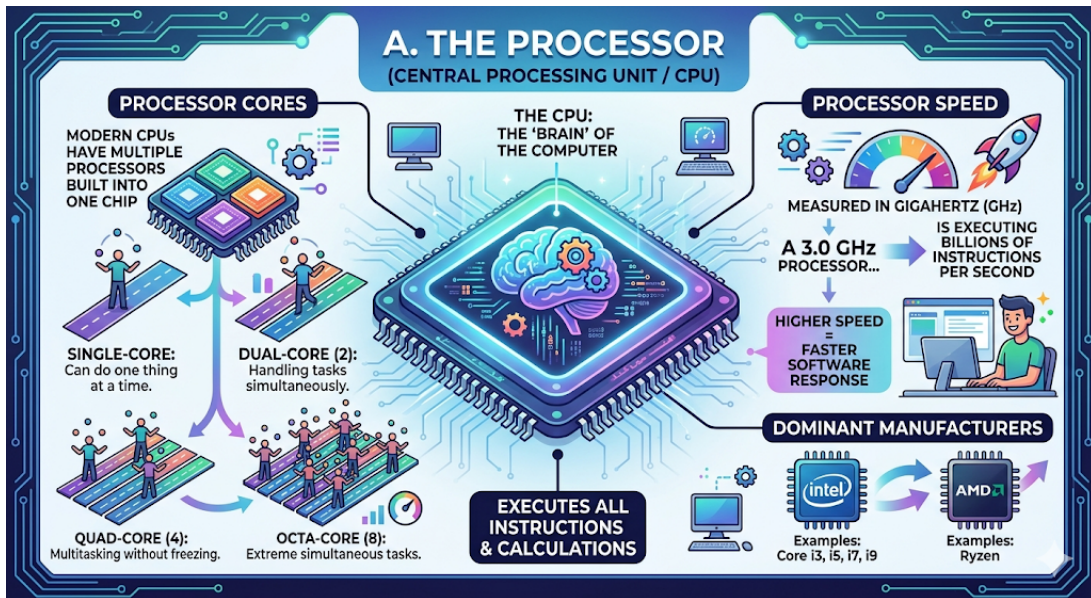 A. THE PROCESSOR
(CENTRAL PROCESSING UNIT / CPU)
PROCESSOR CORES
MODERN CPUs
HAVE MULTIPLE
PROCESSORS
BUILT INTO
ONE CHIP
SINGLE-CORE:
Can do one thing
at a time.
DUAL-CORE (2):
Handling tasks
simultaneously.
QUAD-CORE (4):
Multitasking without freezing.
OCTA-CORE (8):
Extreme simultaneous tasks.
THE CPU:
THE ‘BRAIN’ OF
THE COMPUTER
EXECUTES ALL
INSTRUCTIONS
& CALCULATIONS
PROCESSOR SPEED
MEASURED IN GIGAHERTZ (GHz)
A 3.0 GHz
PROCESSOR...
IS EXECUTING
BILLIONS OF
INSTRUCTIONS
PER SECOND
HIGHER SPEED
=
FASTER
SOFTWARE
RESPONSE
DOMINANT MANUFACTURERS
intel
Examples:
Core i3, i5, i7, i9
AMD
Examples:
Ryzen